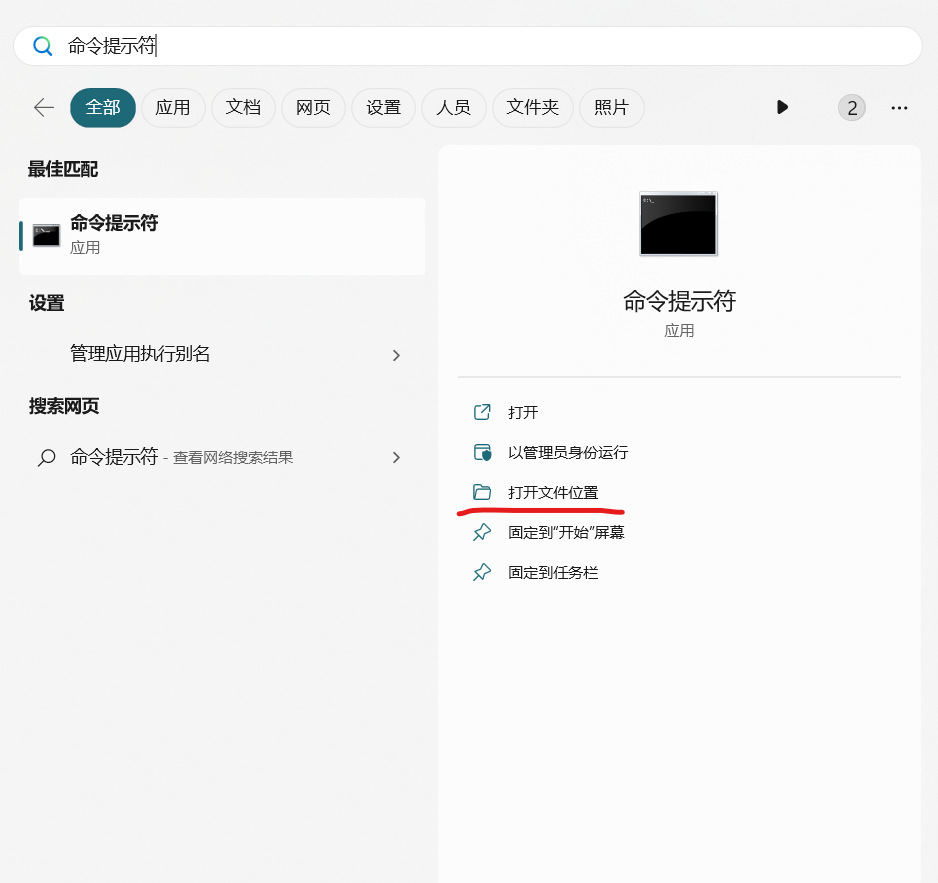 命令提示符
全部 应用 文档 网页 设置 人员 文件夹 照片 2 ...
最佳匹配
命令提示符
应用
设置
管理应用执行别名
搜索网页
命令提示符 - 查看网络搜索结果
命令提示符
应用
打开
以管理员身份运行
打开文件位置
固定到"开始"屏幕
固定到任务栏